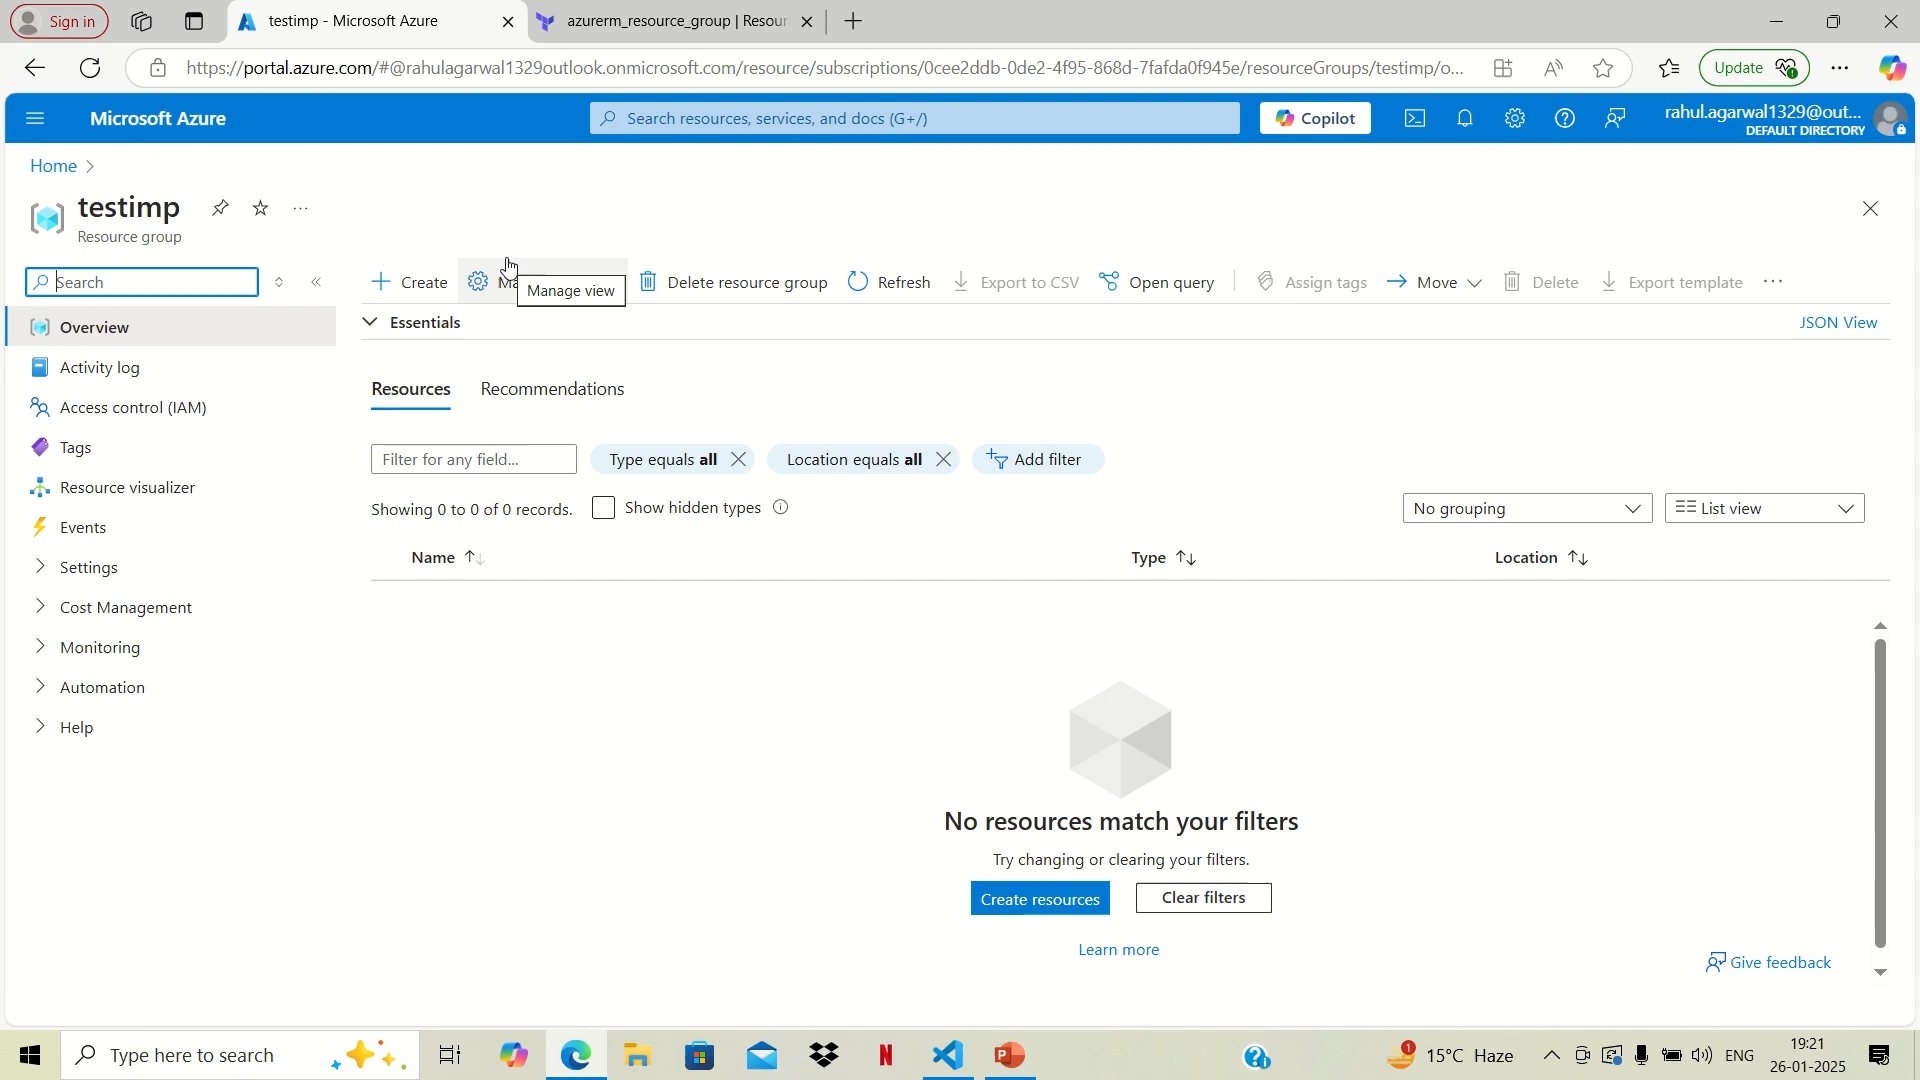 Sign in
testimp - Microsoft Azure
azurerm_resource_group | Resour
https://portal.azure.com/#@rahulagarwal1329outlook.onmicrosoft.com/resource/subscriptions/0cee2ddb-0de2-4f95-868d-7fafda0f945e/resourceGroups/testimp/o...
Update
Microsoft Azure
Search resources, services, and docs (G+/)
Copilot
rahul.agarwal1329@out...
DEFAULT DIRECTORY
Home
testimp
Resource group
Search
Create
Manage view
Delete resource group
Refresh
Export to CSV
Open query
Assign tags
Move
Delete
Export template
Essentials
JSON View
Overview
Activity log
Access control (IAM)
Tags
Resource visualizer
Events
Settings
Cost Management
Monitoring
Automation
Help
Resources
Recommendations
Filter for any field...
Type equals all
Location equals all
Add filter
Showing 0 to 0 of 0 records.
Show hidden types
No grouping
List view
Name
Type
Location
No resources match your filters
Try changing or clearing your filters.
Create resources
Clear filters
Learn more
Give feedback
Type here to search
1
15°C Haze
ENG
19:21
26-01-2025